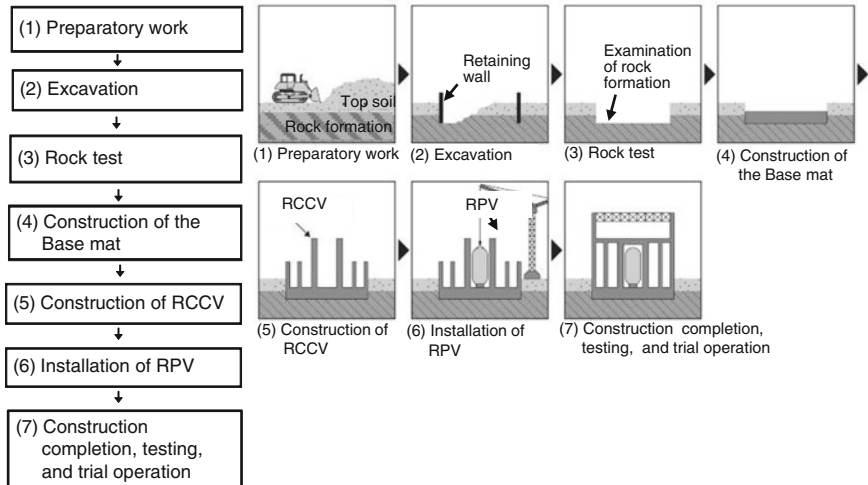 (1) Preparatory work
(2) Excavation
(3) Rock test
(4) Construction of the
Base mat
(5) Construction of RCCV
(6) Installation of RPV
(7) Construction
completion, testing,
and trial operation
Top soil
Rock formation
(1) Preparatory work
Retaining
wall
(2) Excavation
Examination
of rock
formation
(3) Rock test
(4) Construction of
the Base mat
RCCV
(5) Construction of
RCCV
RPV
(6) Installation of
RPV
(7) Construction completion,
testing, and trial operation